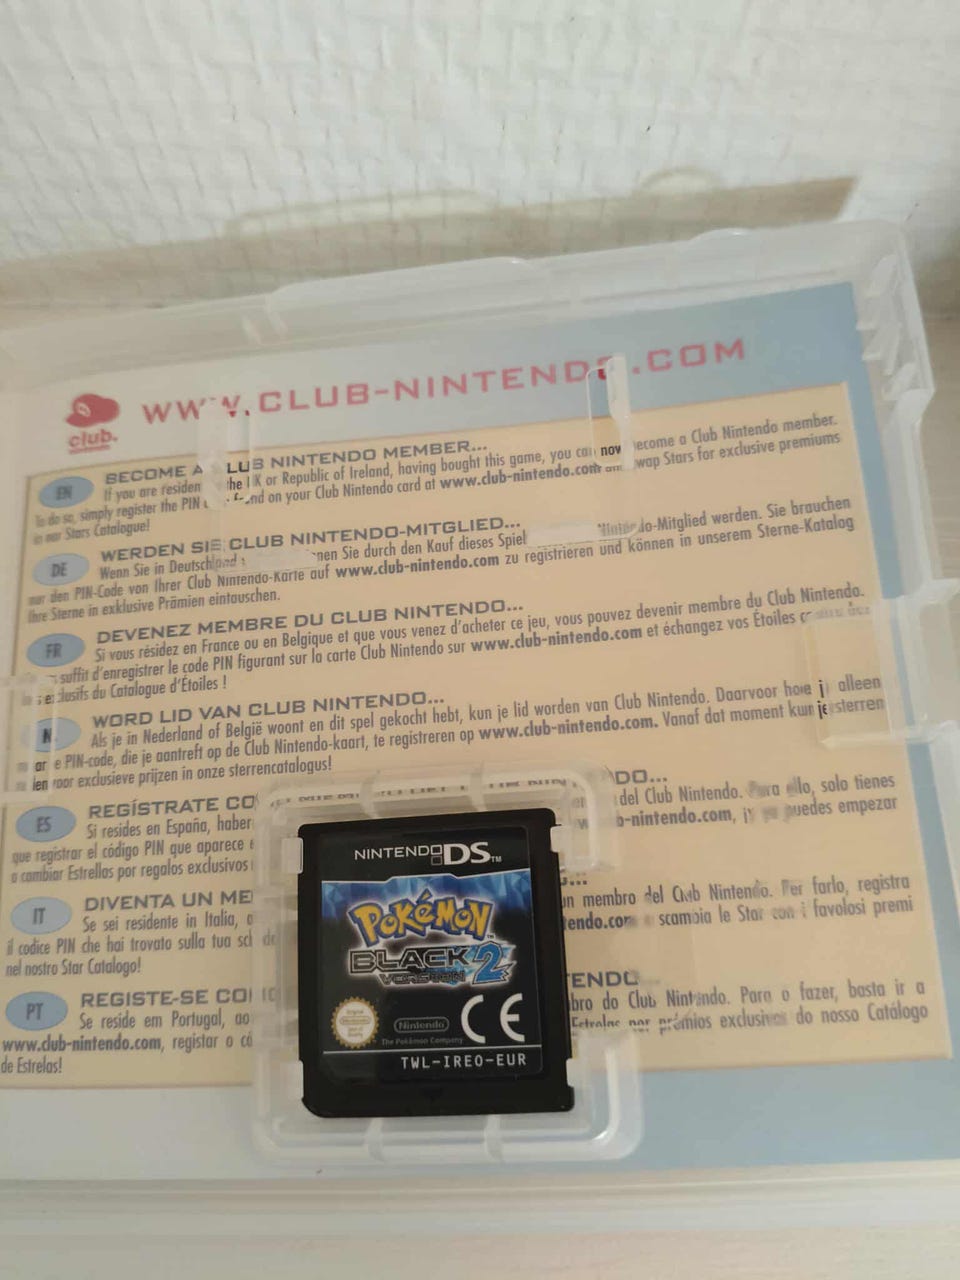 WWW.CLUB-NINTENDO.COM
club.
EN
BECOME A CLUB NINTENDO MEMBER...
If you are residen the UK or Republic of Ireland, having bought this game, you can now become a Club Nintendo member.
To do so, simply register the PIN on your Club Nintendo card at www.club-nintendo.com and swap Stars for exclusive premiums
in our Stars Catalogue!
DE
WERDEN SIE CLUB NINTENDO-MITGLIED...
Wenn Sie in Deutschland nen Sie durch den Kauf dieses Spiel Nintendo-Mitglied werden. Sie brauchen
nur den PIN-Code von Ihrer Club Nintendo-Karte auf www.club-nintendo.com zu registrieren und können in unserem Sterne-Katalog
Ihre Sterne in exklusive Prämien eintauschen.
FR
DEVENEZ MEMBRE DU CLUB NINTENDO...
Si vous résidez en France ou en Belgique et que vous venez d'acheter ce jeu, vous pouvez devenir membre du Club Nintendo.
suffit d'enregistrer le code PIN figurant sur la carte Club Nintendo sur www.club-nintendo.com et échangez vos Étoiles
exclusifs du Catalogue d'Étoiles !
WORD LID VAN CLUB NINTENDO...
Als je in Nederland of België woont en dit spel gekocht hebt, kun je lid worden van Club Nintendo. Daarvoor hoef je alleen
PIN-code, die je aantreft op de Club Nintendo-kaart, te registreren op www.club-nintendo.com. Vanaf dat moment kun je sterren
voor exclusieve prijzen in onze sterrencatalogus!
ES
REGÍSTRATE CO DO...
Si resides en España, haber del Club Nintendo. Para ello, solo tienes
que registrar el código PIN que aparece b-nintendo.com, ¡y puedes empezar
a cambiar Estrellas por regalos exclusivos
IT
DIVENTA UN ME
Se sei residente in Italia, a un membro del Club Nintendo. Per farlo, registra
il codice PIN che hai trovato sulla tua sch tendo.com e scambia le Star con i favolosi premi
nel nostro Star Catalogo!
PT
REGISTE-SE CO TENDO...
Se reside em Portugal, ao bro do Club Nintendo. Para o fazer, basta ir a
www.club-nintendo.com, registar o có Estrelas por prémios exclusivos do nosso Catálogo
de Estrelas!
NINTENDO DS™
POKÉMON™
BLACK 2
VERSION
Nintendo
The Pokémon Company
CE
TWL-IREO-EUR